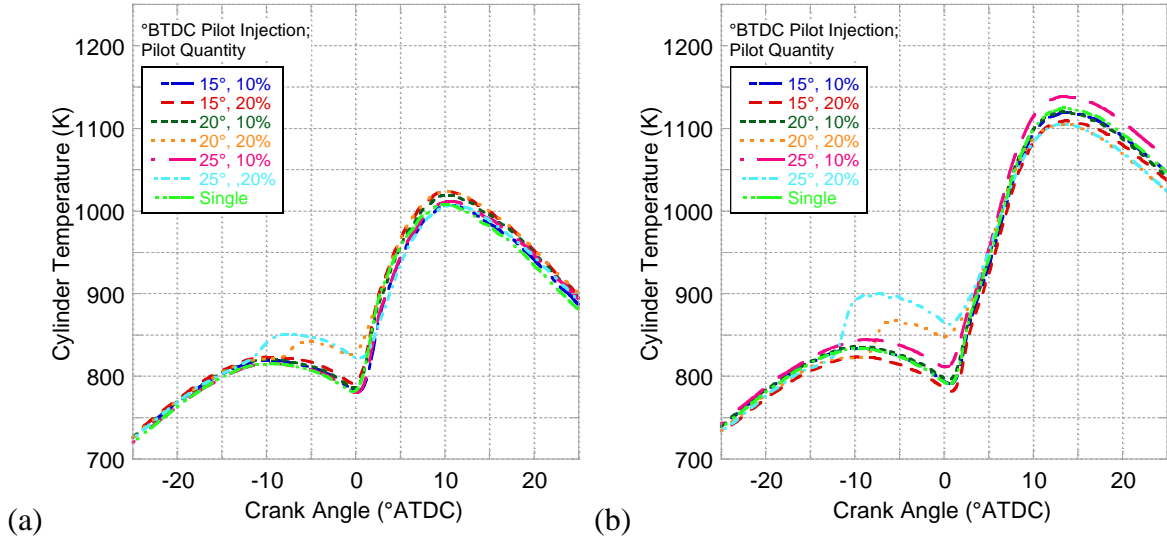 °BTDC Pilot Injection;
Pilot Quantity
15°, 10%
15°, 20%
20°, 10%
20°, 20%
25°, 10%
25°, ,20%
Single
Cylinder Temperature (K)
1200
1100
1000
900
800
700
-20
-10
0
10
20
Crank Angle (°ATDC)
(a)
°BTDC Pilot Injection;
Pilot Quantity
15°, 10%
15°, 20%
20°, 10%
20°, 20%
25°, 10%
25°, 20%
Single
Cylinder Temperature (K)
1200
1100
1000
900
800
700
-20
-10
0
10
20
Crank Angle (°ATDC)
(b)